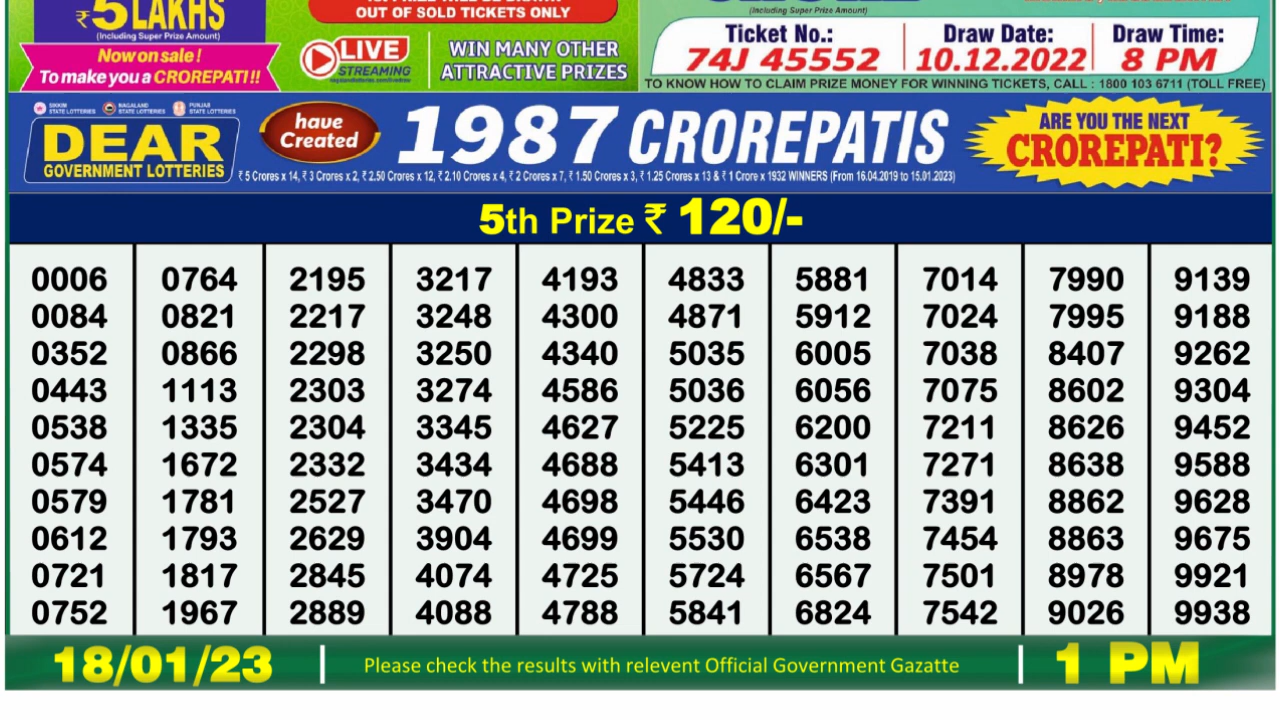 ₹5 LAKHS
(Including Super Prize Amount)
Now on sale !
To make you a CROREPATI !!
OUT OF SOLD TICKETS ONLY
LIVE
STREAMING
WIN MANY OTHER
ATTRACTIVE PRIZES
(Including Super Prize Amount)
Ticket No.:
74J 45552
Draw Date:
10.12.2022
Draw Time:
8 PM
TO KNOW HOW TO CLAIM PRIZE MONEY FOR WINNING TICKETS, CALL : 1800 103 6711 (TOLL FREE)
SIKKIM
STATE LOTTERIES
NAGALAND
STATE LOTTERIES
PUNJAB
STATE LOTTERIES
DEAR
GOVERNMENT LOTTERIES
have
Created
1987 CROREPATIS
₹ 5 Crores x 14, ₹ 3 Crores x 2, ₹ 2.50 Crores x 12, ₹ 2.10 Crores x 4, ₹ 2 Crores x 7, ₹ 1.50 Crores x 3, ₹ 1.25 Crores x 13 & ₹ 1 Crore x 1932 WINNERS (From 16.04.2019 to 15.01.2023)
ARE YOU THE NEXT
CROREPATI?
5th Prize ₹ 120/-
0006 0764 2195 3217 4193 4833 5881 7014 7990 9139
0084 0821 2217 3248 4300 4871 5912 7024 7995 9188
0352 0866 2298 3250 4340 5035 6005 7038 8407 9262
0443 1113 2303 3274 4586 5036 6056 7075 8602 9304
0538 1335 2304 3345 4627 5225 6200 7211 8626 9452
0574 1672 2332 3434 4688 5413 6301 7271 8638 9588
0579 1781 2527 3470 4698 5446 6423 7391 8862 9628
0612 1793 2629 3904 4699 5530 6538 7454 8863 9675
0721 1817 2845 4074 4725 5724 6567 7501 8978 9921
0752 1967 2889 4088 4788 5841 6824 7542 9026 9938
18/01/23
Please check the results with relevent Official Government Gazatte
1 PM